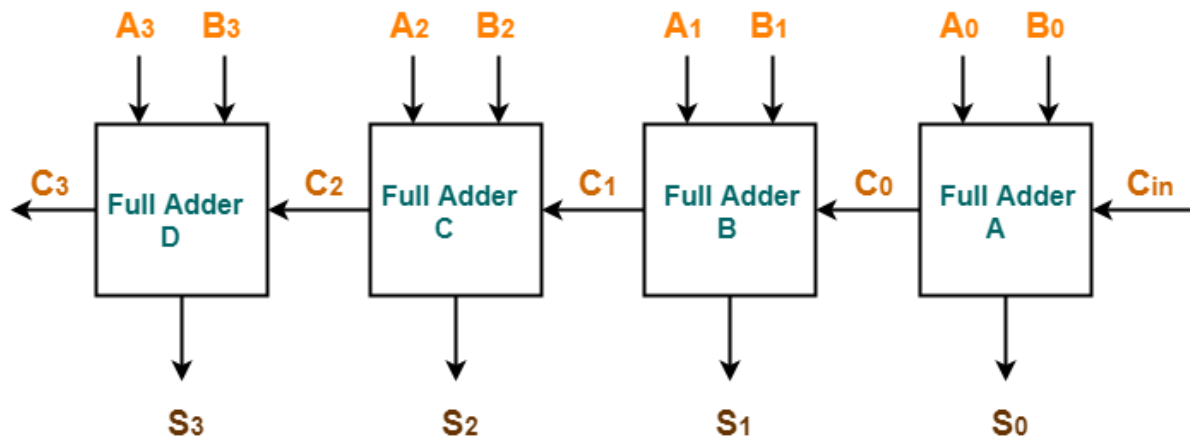 A3 B3 A2 B2 A1 B1 A0 B0
C3 Full Adder D C2 Full Adder C C1 Full Adder B C0 Full Adder A Cin
S3 S2 S1 S0